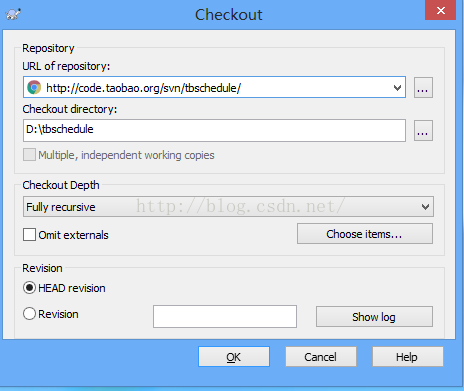 Checkout
Repository
URL of repository:
http://code.taobao.org/svn/tbschedule/
...
Checkout directory:
D:\tbschedule
...
Multiple, independent working copies
Checkout Depth
Fully recursive
http://blog.csdn.net/
Omit externals
Choose items...
Revision
HEAD revision
Revision
Show log
OK
Cancel
Help